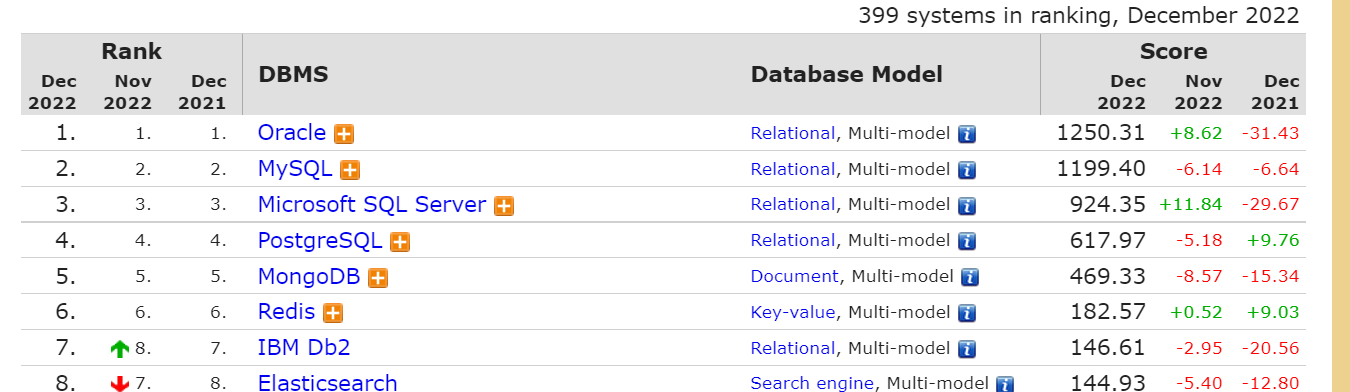 399 systems in ranking, December 2022
Rank DBMS Database Model Score
Dec 2022 Nov 2022 Dec 2021 Dec 2022 Nov 2022 Dec 2021
1. 1. 1. Oracle Relational, Multi-model 1250.31 +8.62 -31.43
2. 2. 2. MySQL Relational, Multi-model 1199.40 -6.14 -6.64
3. 3. 3. Microsoft SQL Server Relational, Multi-model 924.35 +11.84 -29.67
4. 4. 4. PostgreSQL Relational, Multi-model 617.97 -5.18 +9.76
5. 5. 5. MongoDB Document, Multi-model 469.33 -8.57 -15.34
6. 6. 6. Redis Key-value, Multi-model 182.57 +0.52 +9.03
7. 8. 7. IBM Db2 Relational, Multi-model 146.61 -2.95 -20.56
8. 7. 8. Elasticsearch Search engine, Multi-model 144.93 -5.40 -12.80